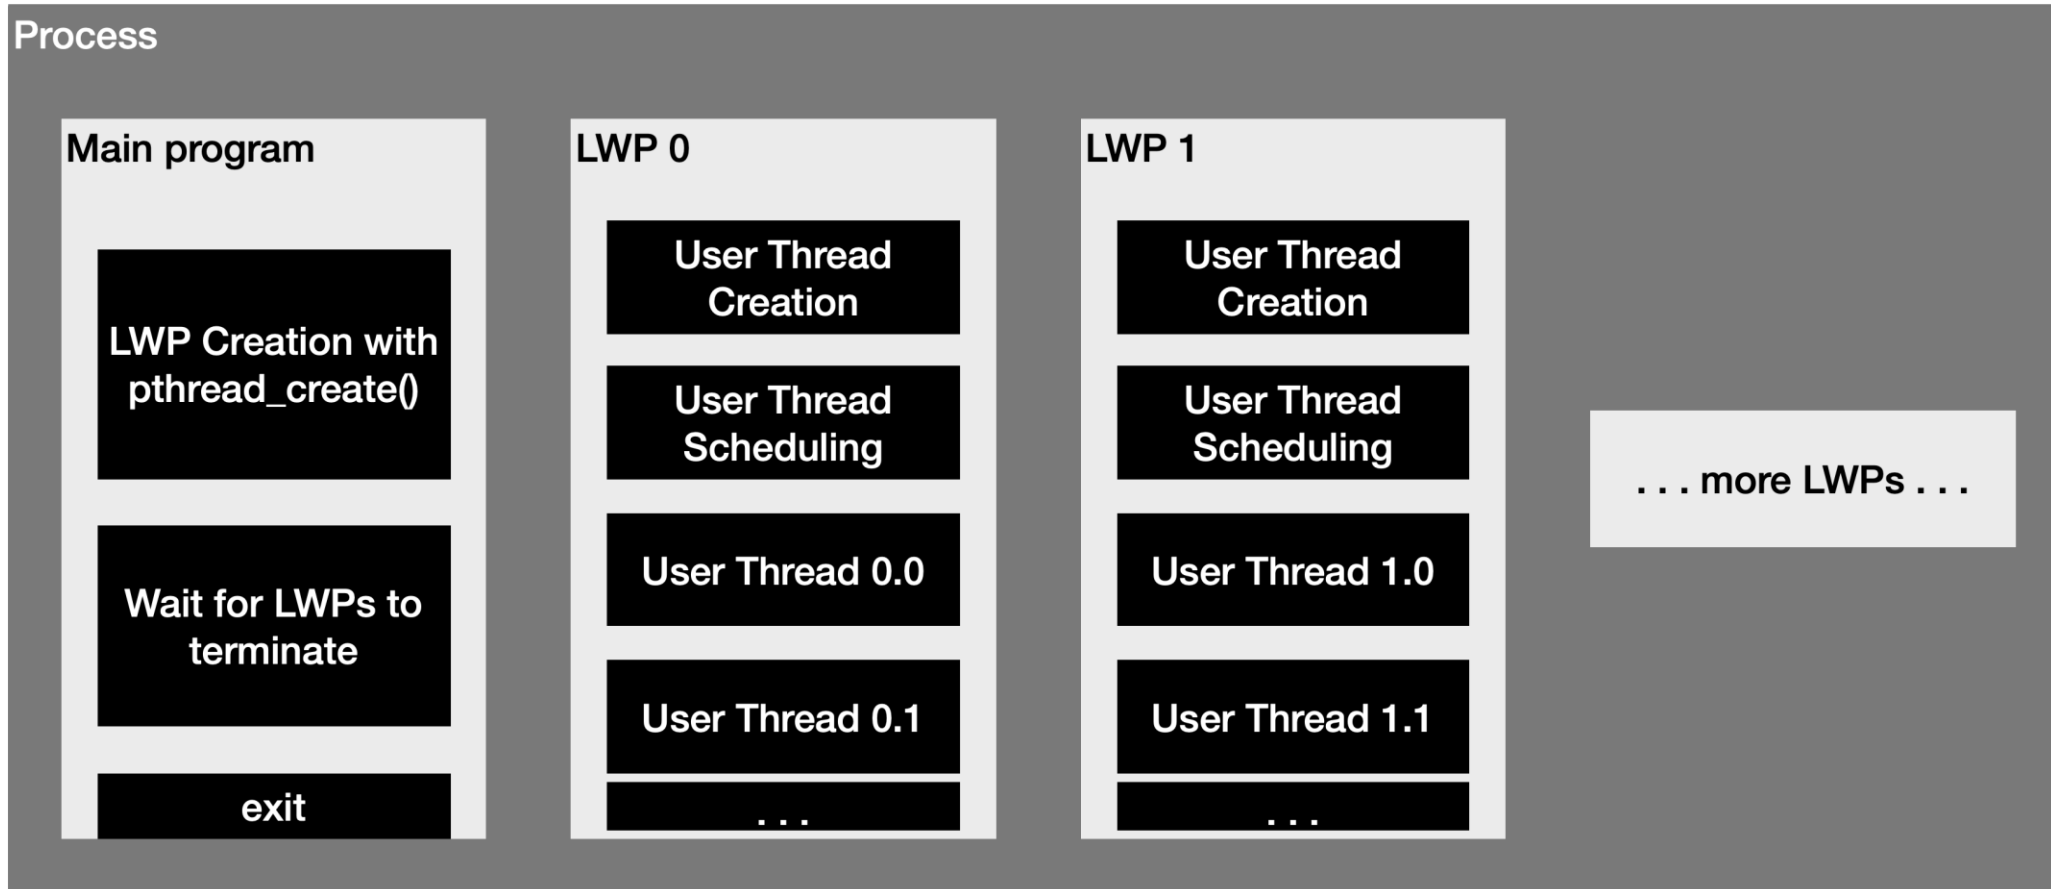 Process
Main program
LWP Creation with
pthread_create()
Wait for LWPs to
terminate
exit
LWP 0
User Thread
Creation
User Thread
Scheduling
User Thread 0.0
User Thread 0.1
. . .
LWP 1
User Thread
Creation
User Thread
Scheduling
User Thread 1.0
User Thread 1.1
. . .
. . . more LWPs . . .